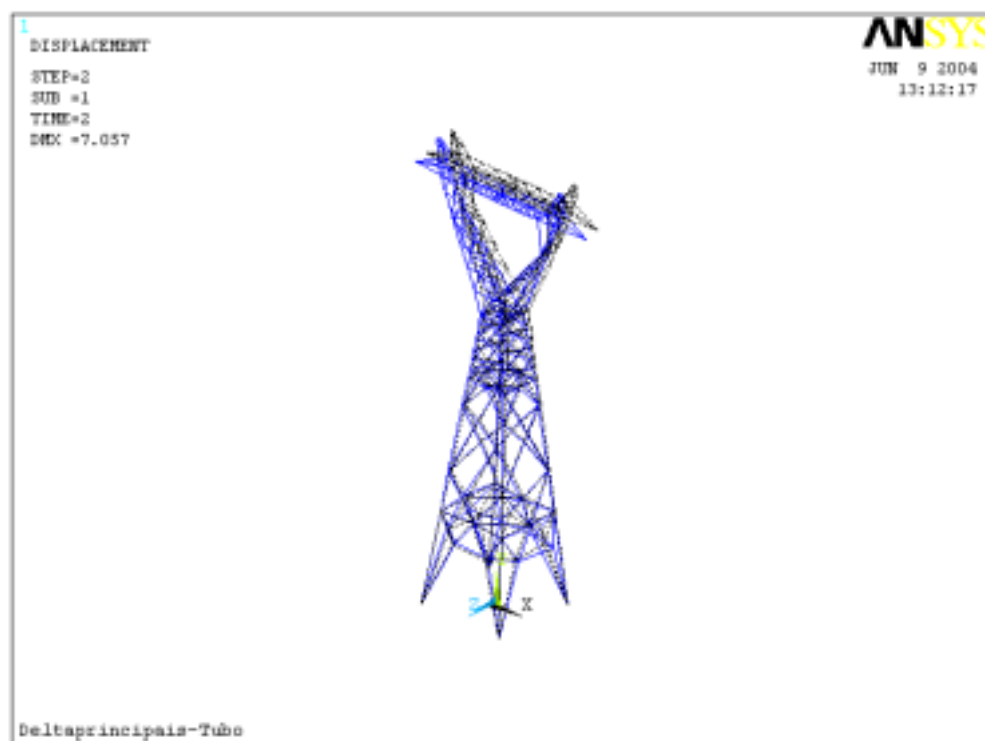 1
DISPLACEMENT
STEP=2
SUB =1
TIME=2
DMX =7.057
ANSYS
JUN 9 2004
13:12:17
Z X
Deltaprincipais-Tubo